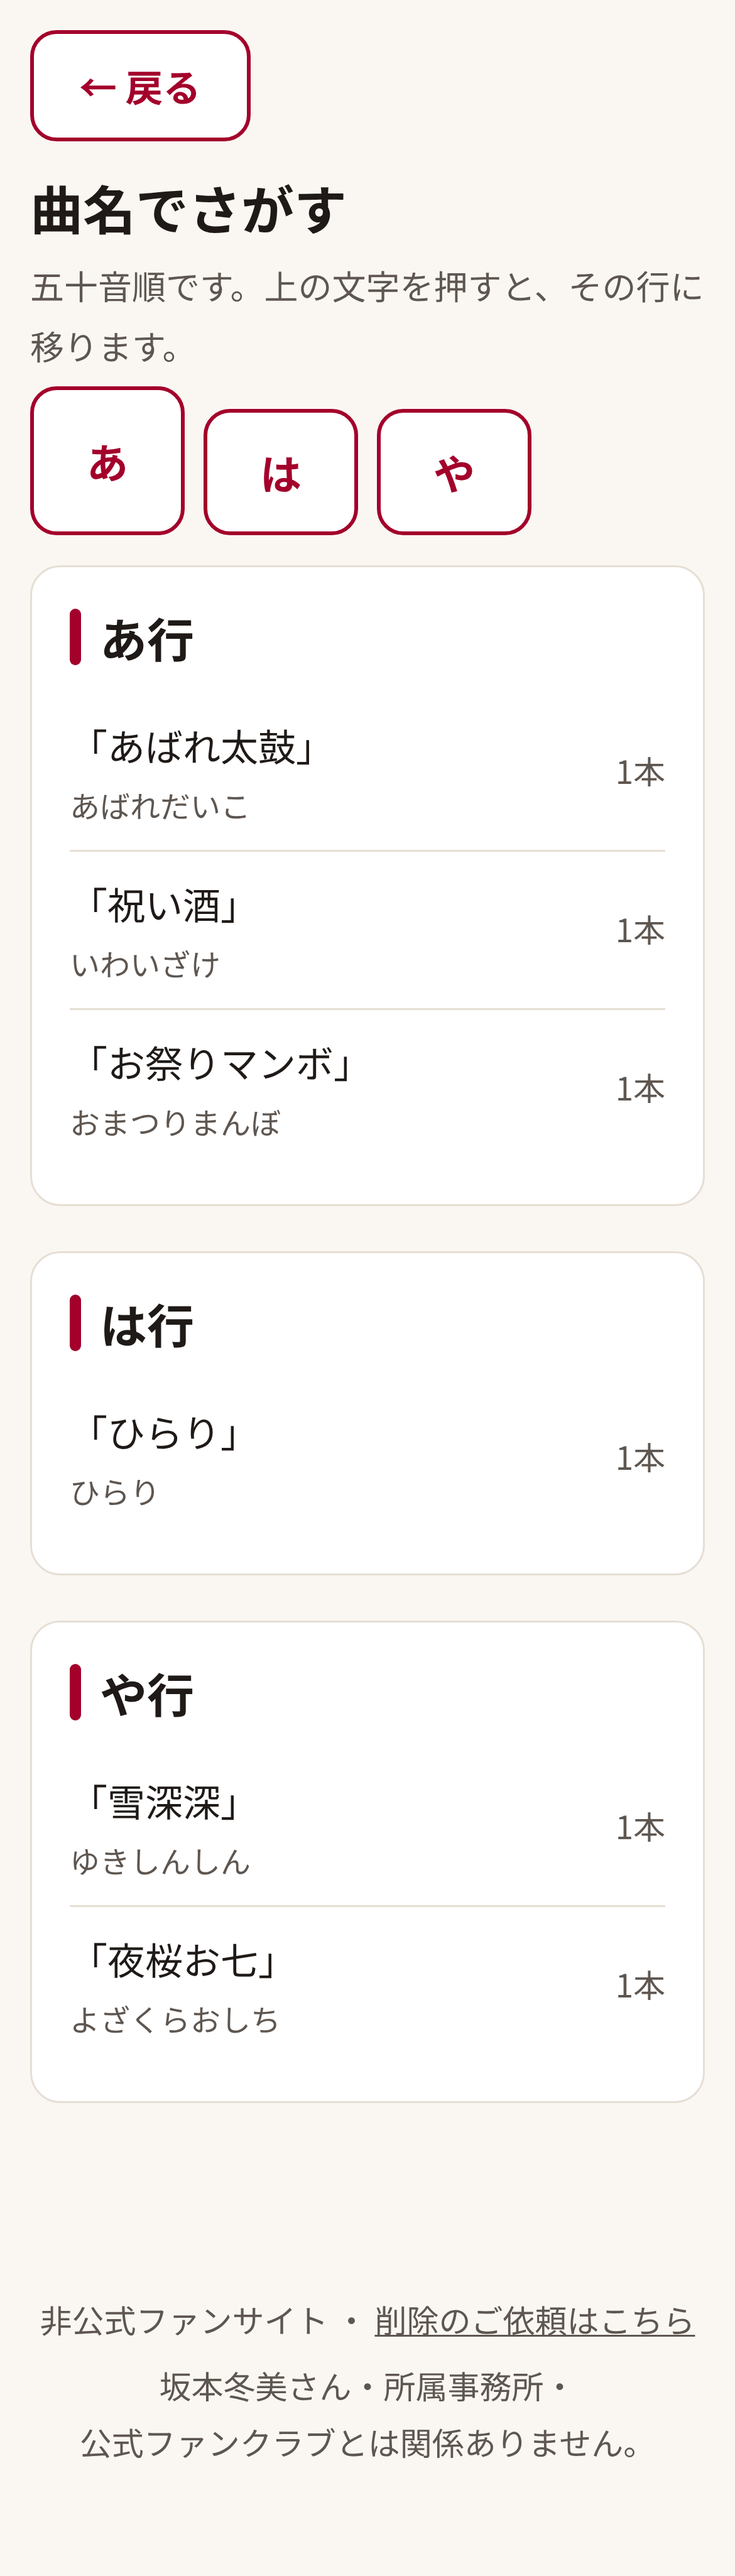 ← 戻る
曲名でさがす
五十音順です。上の文字を押すと、その行に
移ります。
あ は や
あ行
「あばれ太鼓」
あばれだいこ
1本
「祝い酒」
いわいざけ
1本
「お祭りマンボ」
おまつりまんぼ
1本
は行
「ひらり」
ひらり
1本
や行
「雪深深」
ゆきしんしん
1本
「夜桜お七」
よざくらおしち
1本
非公式ファンサイト ・ 削除のご依頼はこちら
坂本冬美さん・所属事務所・
公式ファンクラブとは関係ありません。